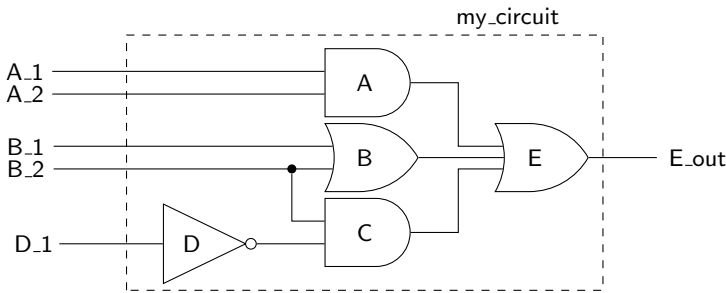 my_circuit
A_1
A_2
A
B_1
B_2
B
E
E_out
C
D_1
D